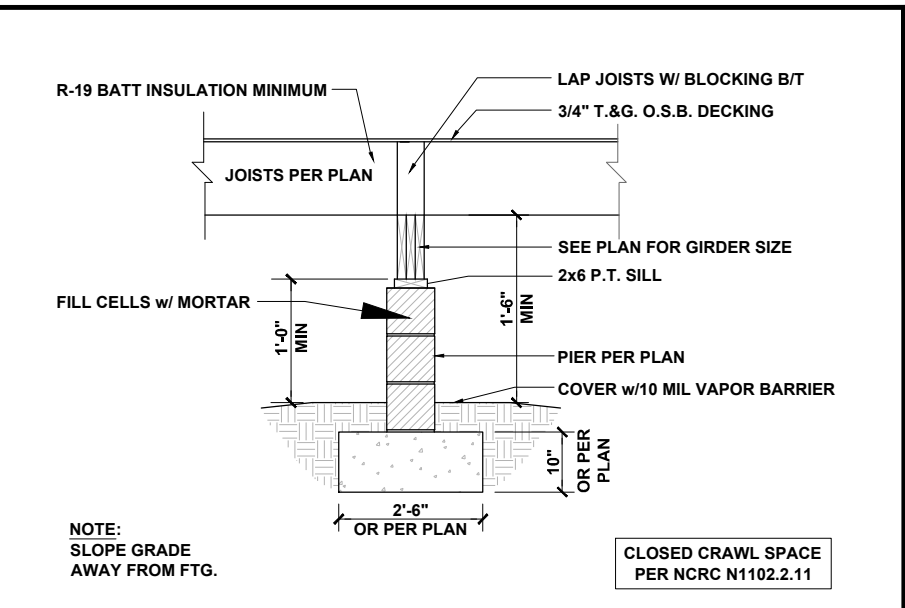 R-19 BATT INSULATION MINIMUM
LAP JOISTS W/ BLOCKING B/T
3/4" T.&G. O.S.B. DECKING
JOISTS PER PLAN
SEE PLAN FOR GIRDER SIZE
2x6 P.T. SILL
FILL CELLS w/ MORTAR
1'-0"
MIN
1'-6"
MIN
PIER PER PLAN
COVER w/10 MIL VAPOR BARRIER
10"
OR PER
PLAN
2'-6"
OR PER PLAN
NOTE:
SLOPE GRADE
AWAY FROM FTG.
CLOSED CRAWL SPACE
PER NCRC N1102.2.11